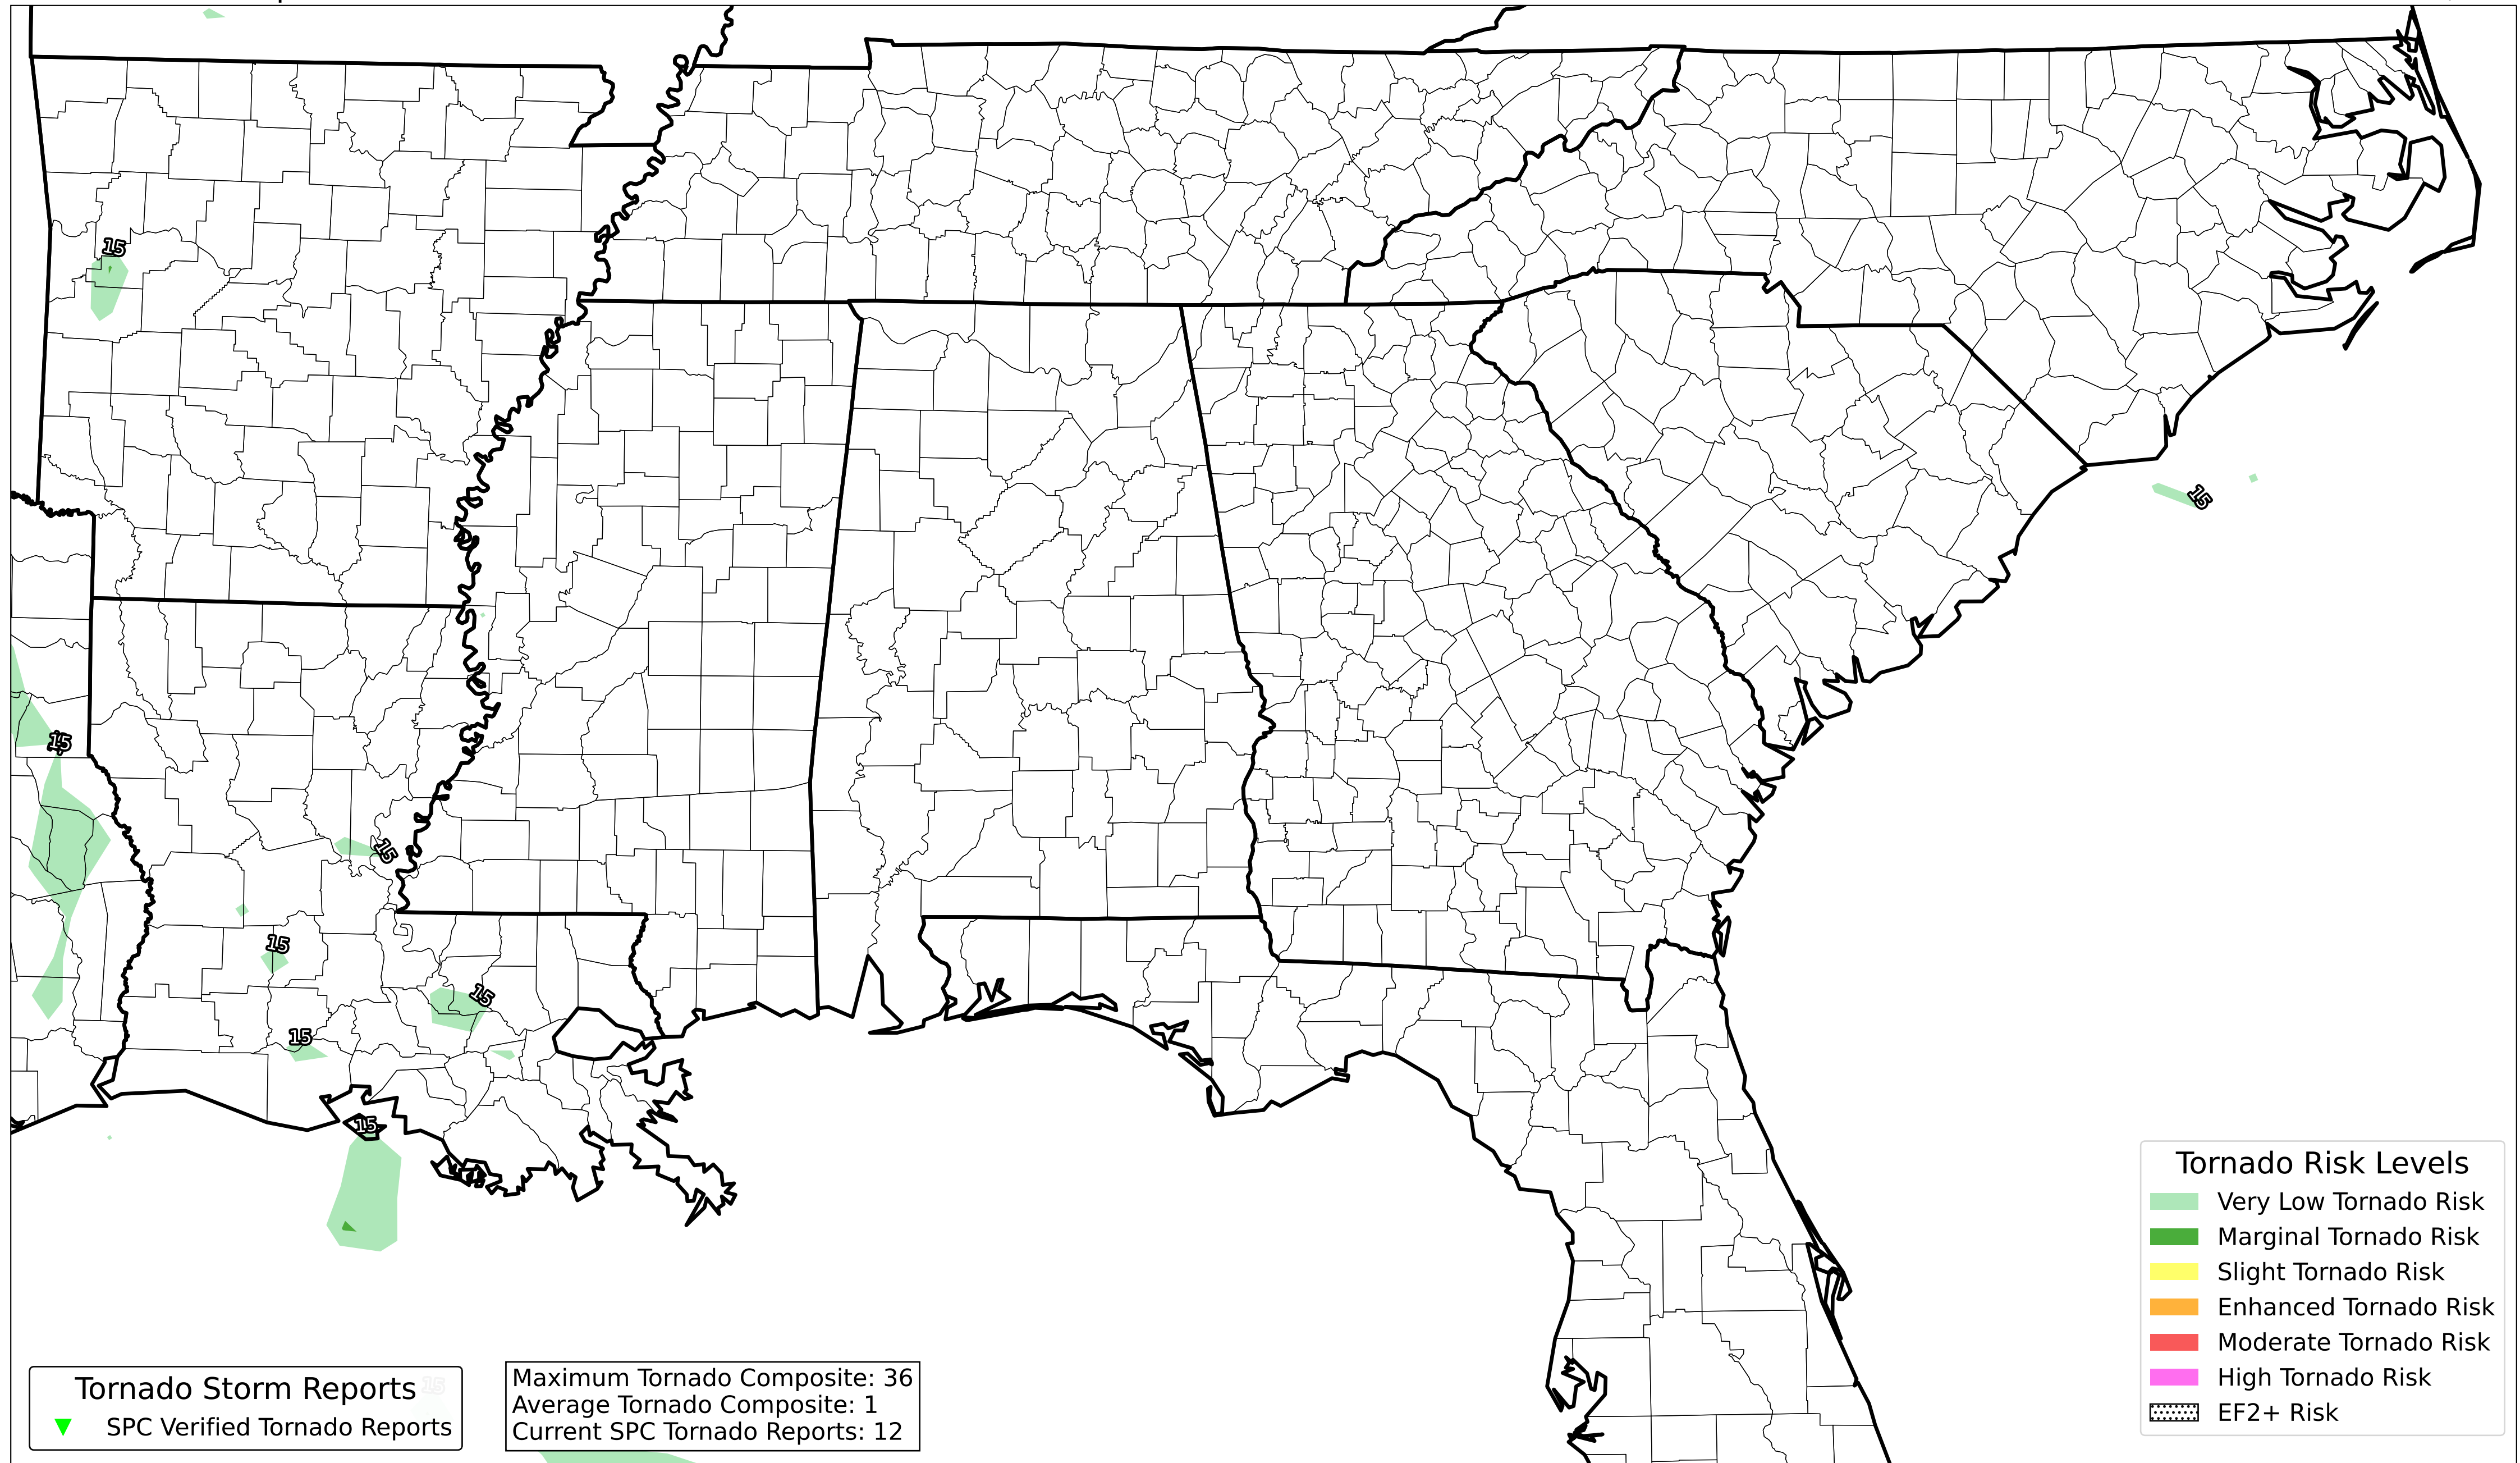 15
15
15
15
15
15
15
15
15
Tornado Storm Reports
SPC Verified Tornado Reports
Maximum Tornado Composite: 36
Average Tornado Composite: 1
Current SPC Tornado Reports: 12
Tornado Risk Levels
Very Low Tornado Risk
Marginal Tornado Risk
Slight Tornado Risk
Enhanced Tornado Risk
Moderate Tornado Risk
High Tornado Risk
EF2+ Risk